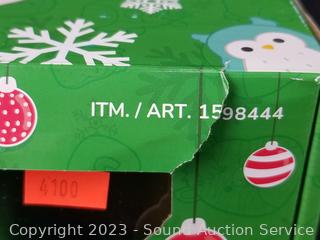 ITM. / ART. 1598444
4100
Copyright 2023 - Sound Auction Service